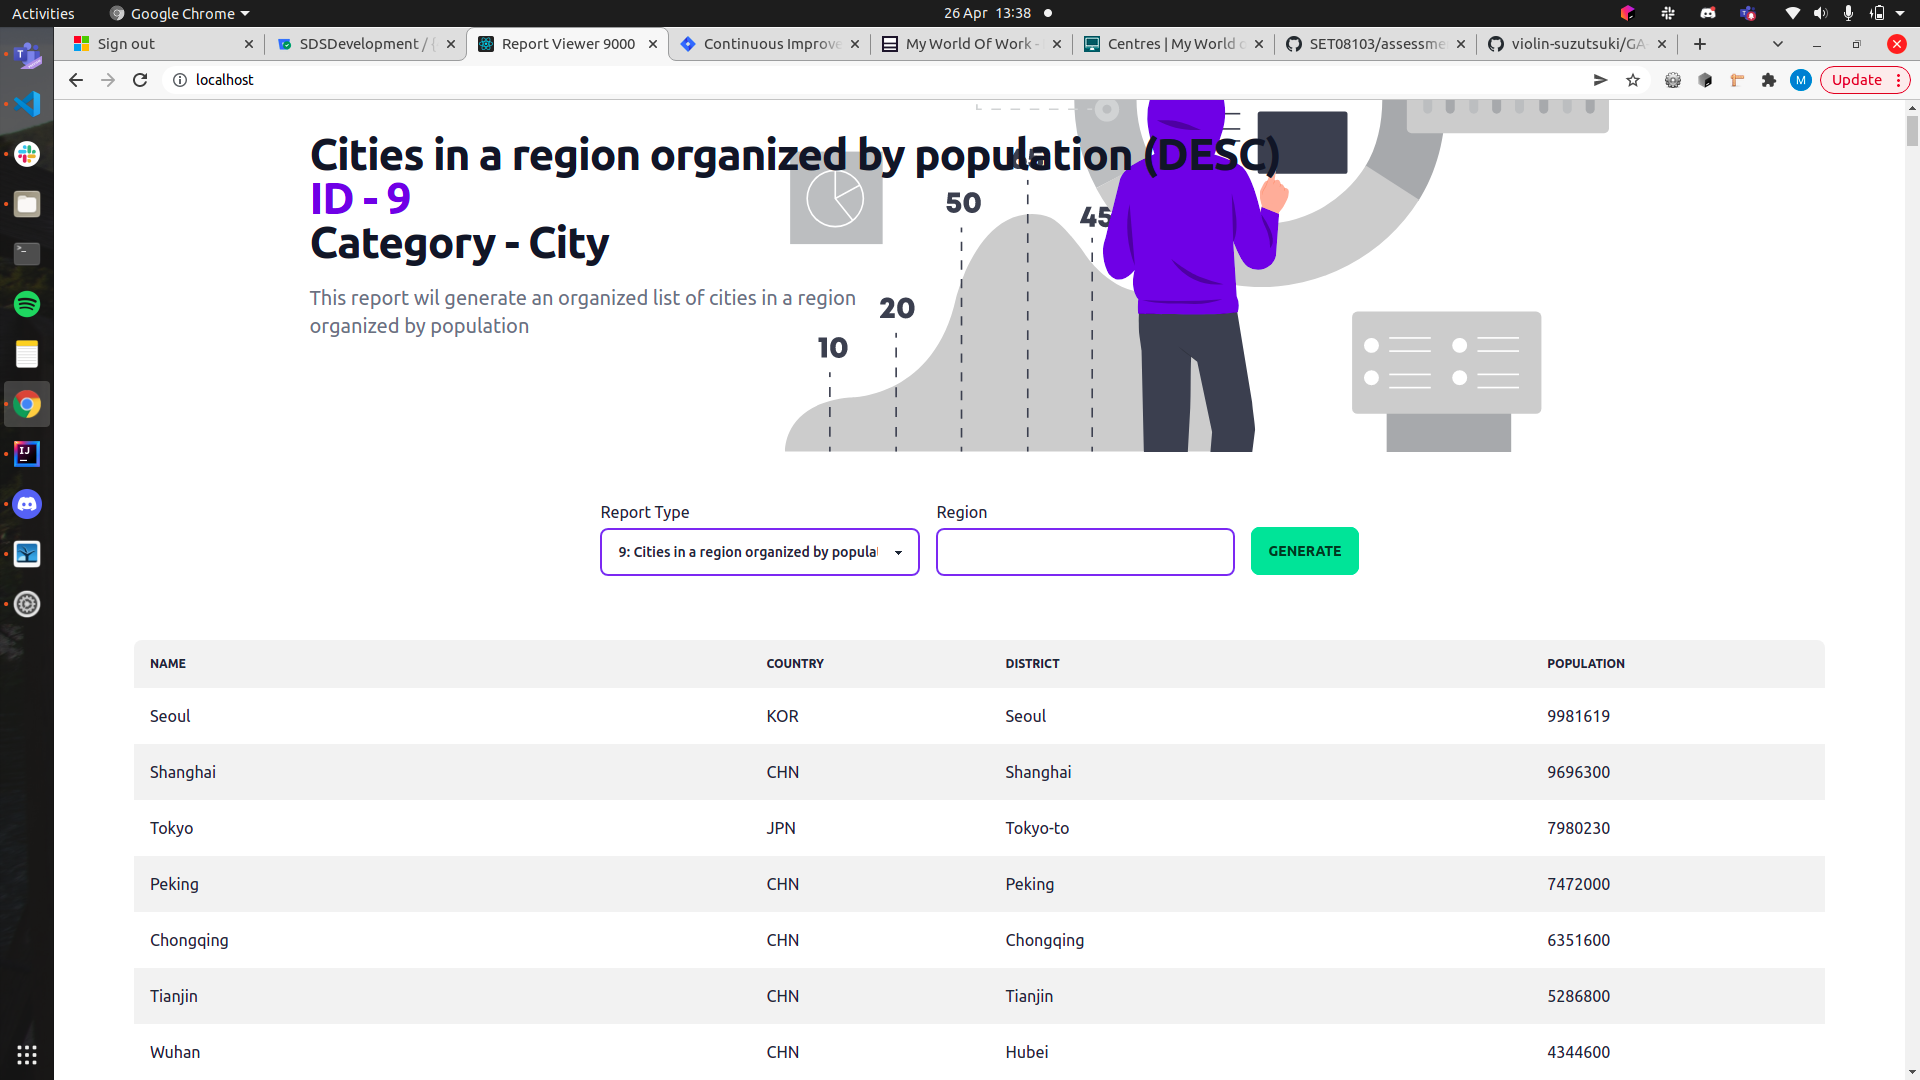 Activities
Google Chrome
26 Apr 13:38
Sign out
SDSDevelopment / {
Report Viewer 9000
Continuous Improve
My World Of Work -
Centres | My World o
SET08103/assessme
violin-suzutsuki/GA
localhost
M
Update
Cities in a region organized by population (DESC)
ID - 9
Category - City
This report wil generate an organized list of cities in a region
organized by population
10
20
50
65
45
Report Type
Region
9: Cities in a region organized by popula
GENERATE
NAME COUNTRY DISTRICT POPULATION
Seoul KOR Seoul 9981619
Shanghai CHN Shanghai 9696300
Tokyo JPN Tokyo-to 7980230
Peking CHN Peking 7472000
Chongqing CHN Chongqing 6351600
Tianjin CHN Tianjin 5286800
Wuhan CHN Hubei 4344600